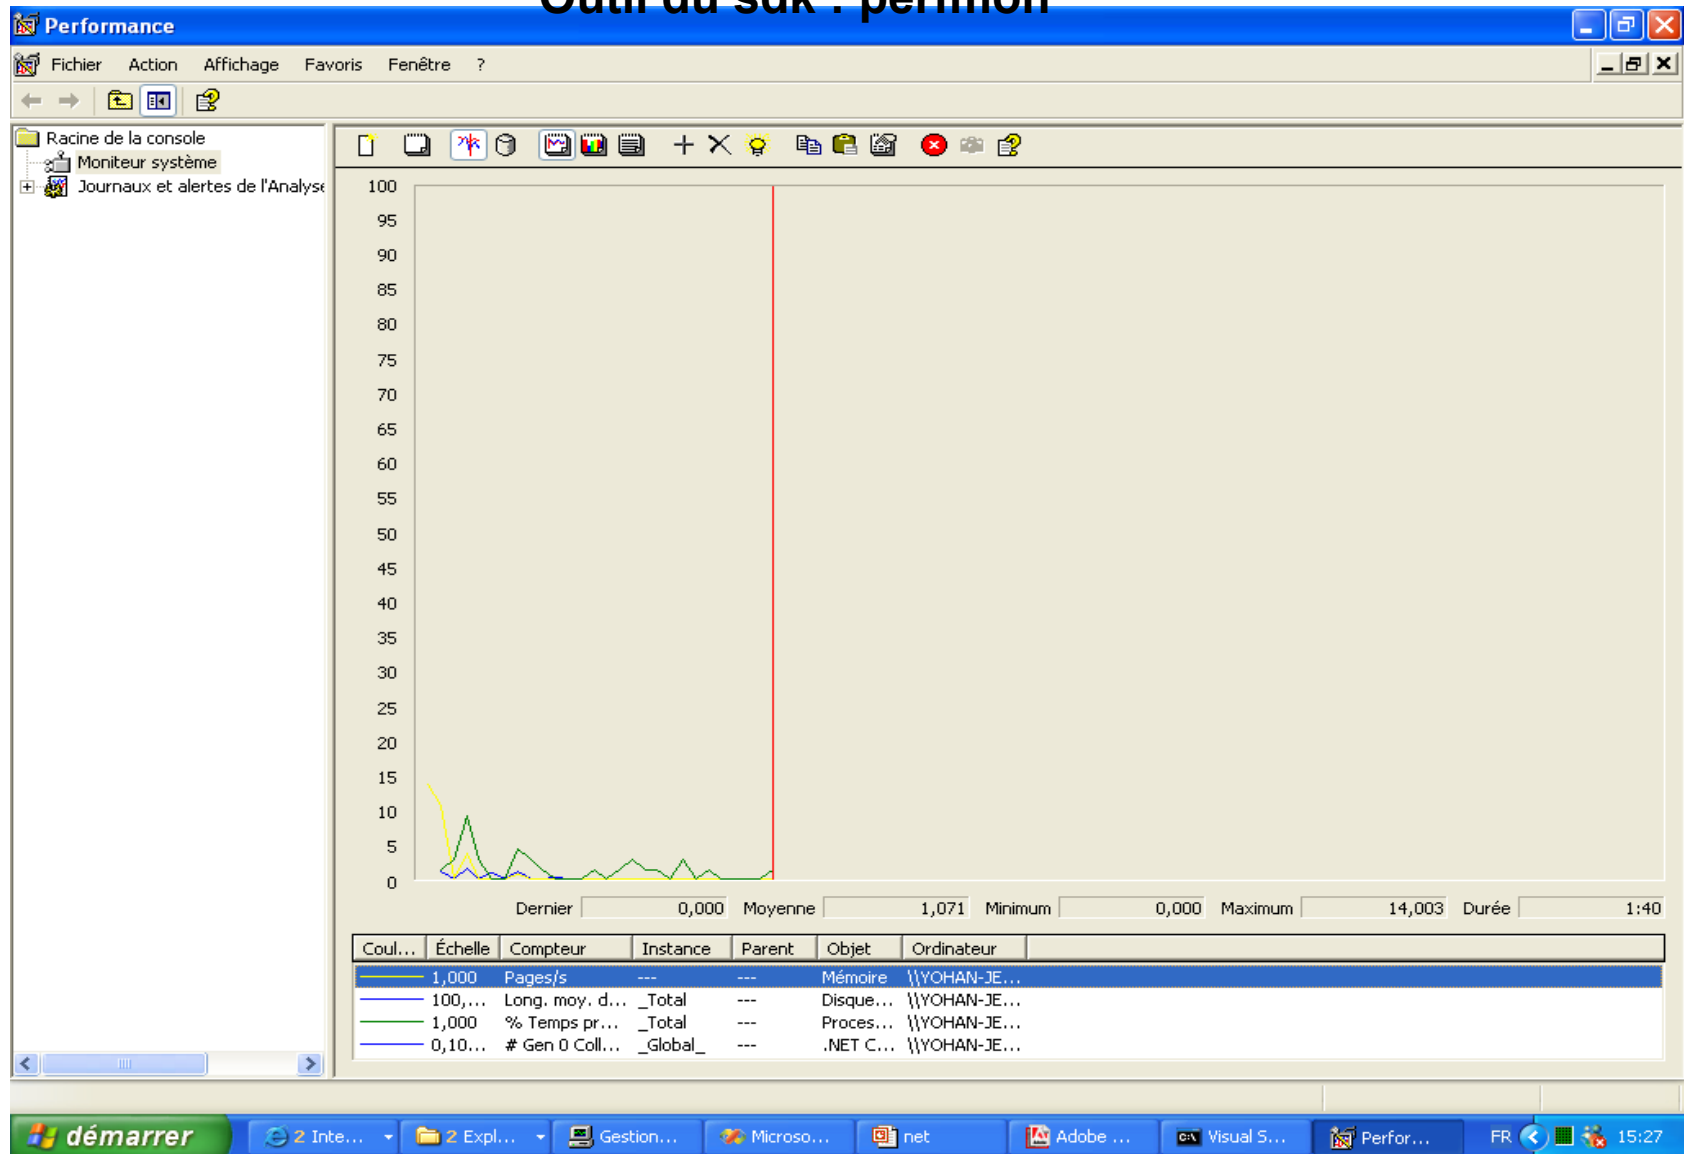 Outil du sdk : perfmon
Performance
Fichier Action Affichage Favoris Fenêtre ?
Racine de la console
Moniteur système
Journaux et alertes de l'Analyse
100
95
90
85
80
75
70
65
60
55
50
45
40
35
30
25
20
15
10
5
0
Dernier 0,000 Moyenne 1,071 Minimum 0,000 Maximum 14,003 Durée 1:40
Coul... Échelle Compteur Instance Parent Objet Ordinateur
1,000 Pages/s --- --- Mémoire \\YOHAN-JE...
100,... Long. moy. d... _Total --- Disque... \\YOHAN-JE...
1,000 % Temps pr... _Total --- Proces... \\YOHAN-JE...
0,10... # Gen 0 Coll... _Global_ --- .NET C... \\YOHAN-JE...
démarrer 2 Inte... 2 Expl... Gestion... Microso... net Adobe ... Visual S... Perfor... FR 15:27